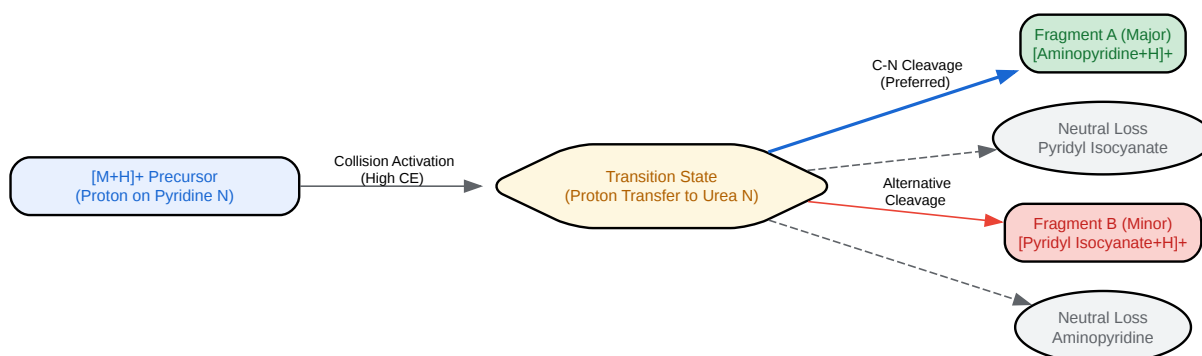 [M+H]+ Precursor
(Proton on Pyridine N)
Collision Activation
(High CE)
Transition State
(Proton Transfer to Urea N)
C-N Cleavage
(Preferred)
Fragment A (Major)
[Aminopyridine+H]+
Neutral Loss
Pyridyl Isocyanate
Alternative
Cleavage
Fragment B (Minor)
[Pyridyl Isocyanate+H]+
Neutral Loss
Aminopyridine